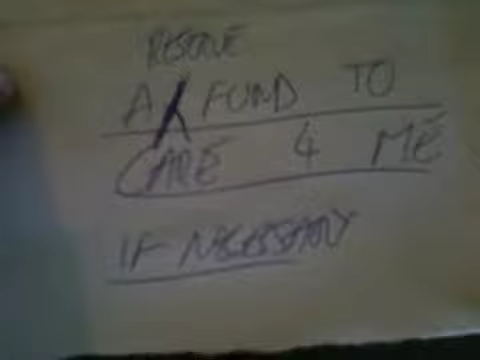 RESERVE
A FUND TO
CARE 4 ME
IF NECESSARY